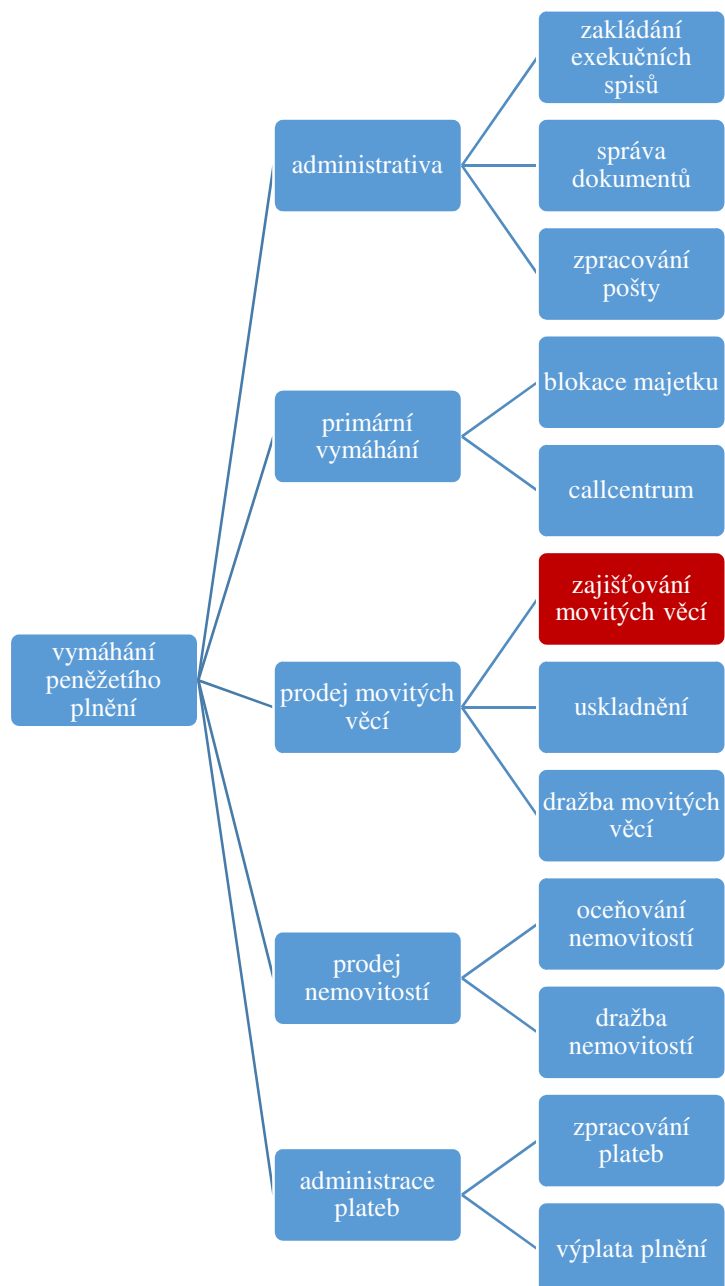 vymáhání
peněžetího
plnění
administrativa
zakládání
exekučních
spisů
správa
dokumentů
zpracování
pošty
primární
vymáhání
blokace majetku
callcentrum
prodej movitých
věcí
zajišťování
movitých věcí
uskladnění
dražba movitých
věcí
prodej
nemovitostí
oceňování
nemovitostí
dražba
nemovitostí
administrace
plateb
zpracování
plateb
výplata plnění